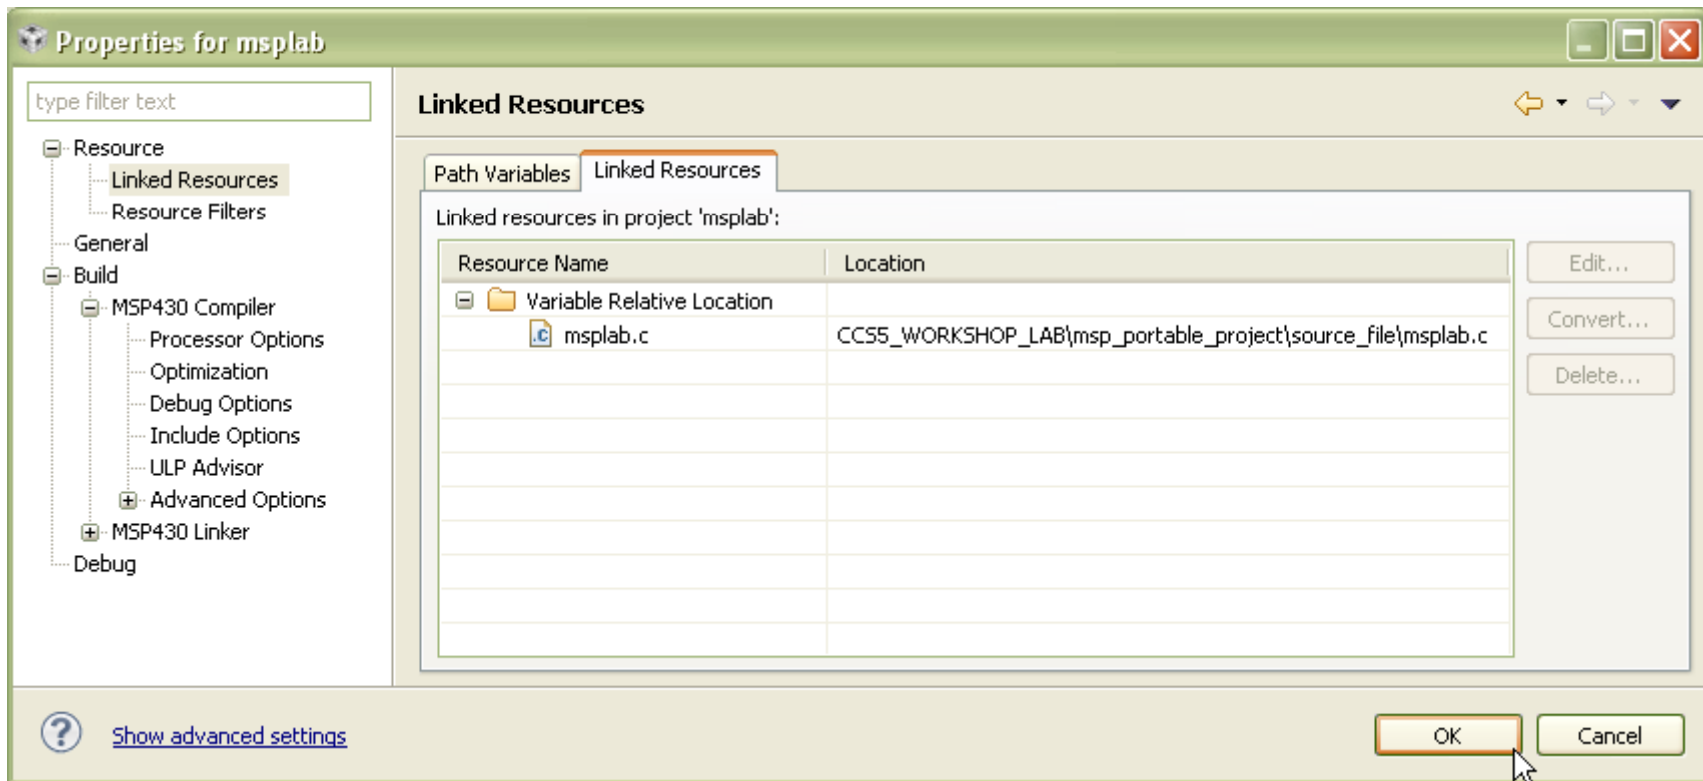 Properties for msplab
type filter text
Resource
Linked Resources
Resource Filters
General
Build
MSP430 Compiler
Processor Options
Optimization
Debug Options
Include Options
ULP Advisor
Advanced Options
MSP430 Linker
Debug
Linked Resources
Path Variables Linked Resources
Linked resources in project 'msplab':
Resource Name Location
Variable Relative Location
.c msplab.c CCS5_WORKSHOP_LAB\msp_portable_project\source_file\msplab.c
Edit...
Convert...
Delete...
? Show advanced settings OK Cancel